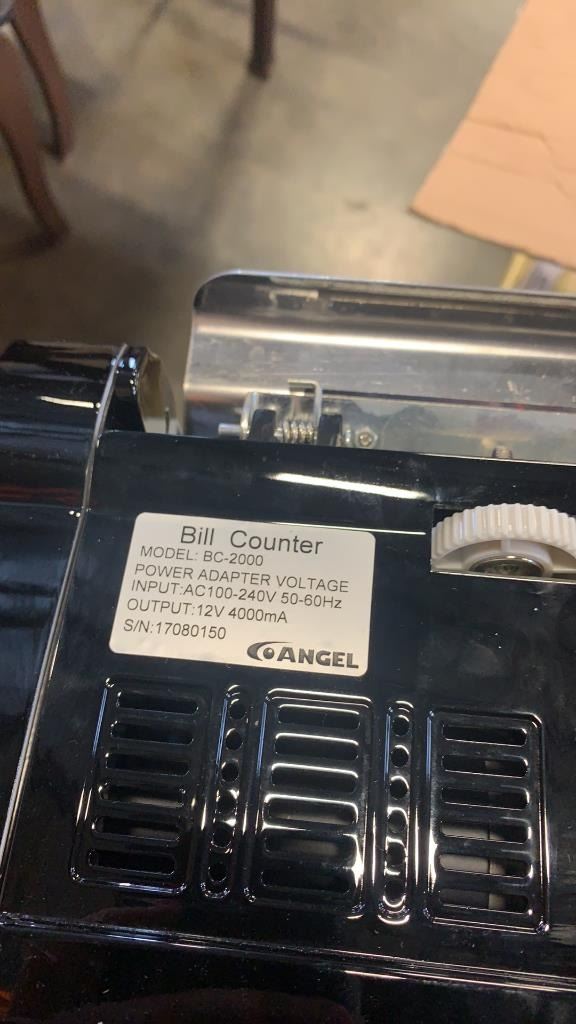 Bill Counter
MODEL: BC-2000
POWER ADAPTER VOLTAGE
INPUT:AC100-240V 50-60Hz
OUTPUT:12V 4000mA
S/N:17080150
ANGEL